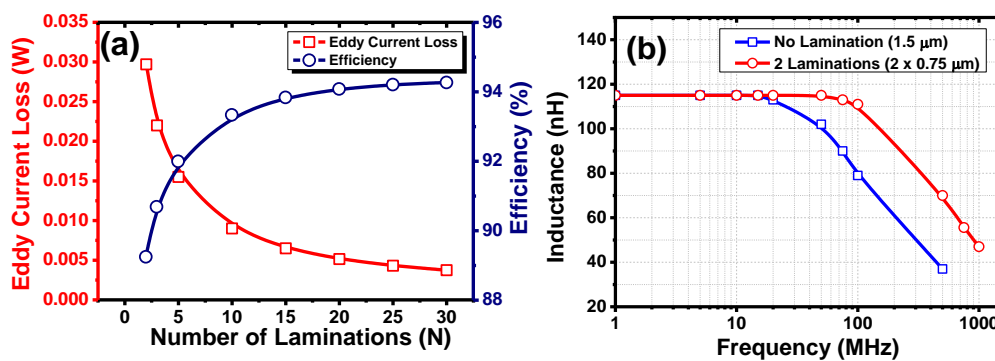 (a)
Eddy Current Loss
Efficiency
Eddy Current Loss (W)
0.035
0.030
0.025
0.020
0.015
0.010
0.005
0.000
96
94
92
90
88
Efficiency (%)
0 5 10 15 20 25 30
Number of Laminations (N)
(b)
No Lamination (1.5 μm)
2 Laminations (2 x 0.75 μm)
Inductance (nH)
140
120
100
80
60
40
20
1 10 100 1000
Frequency (MHz)